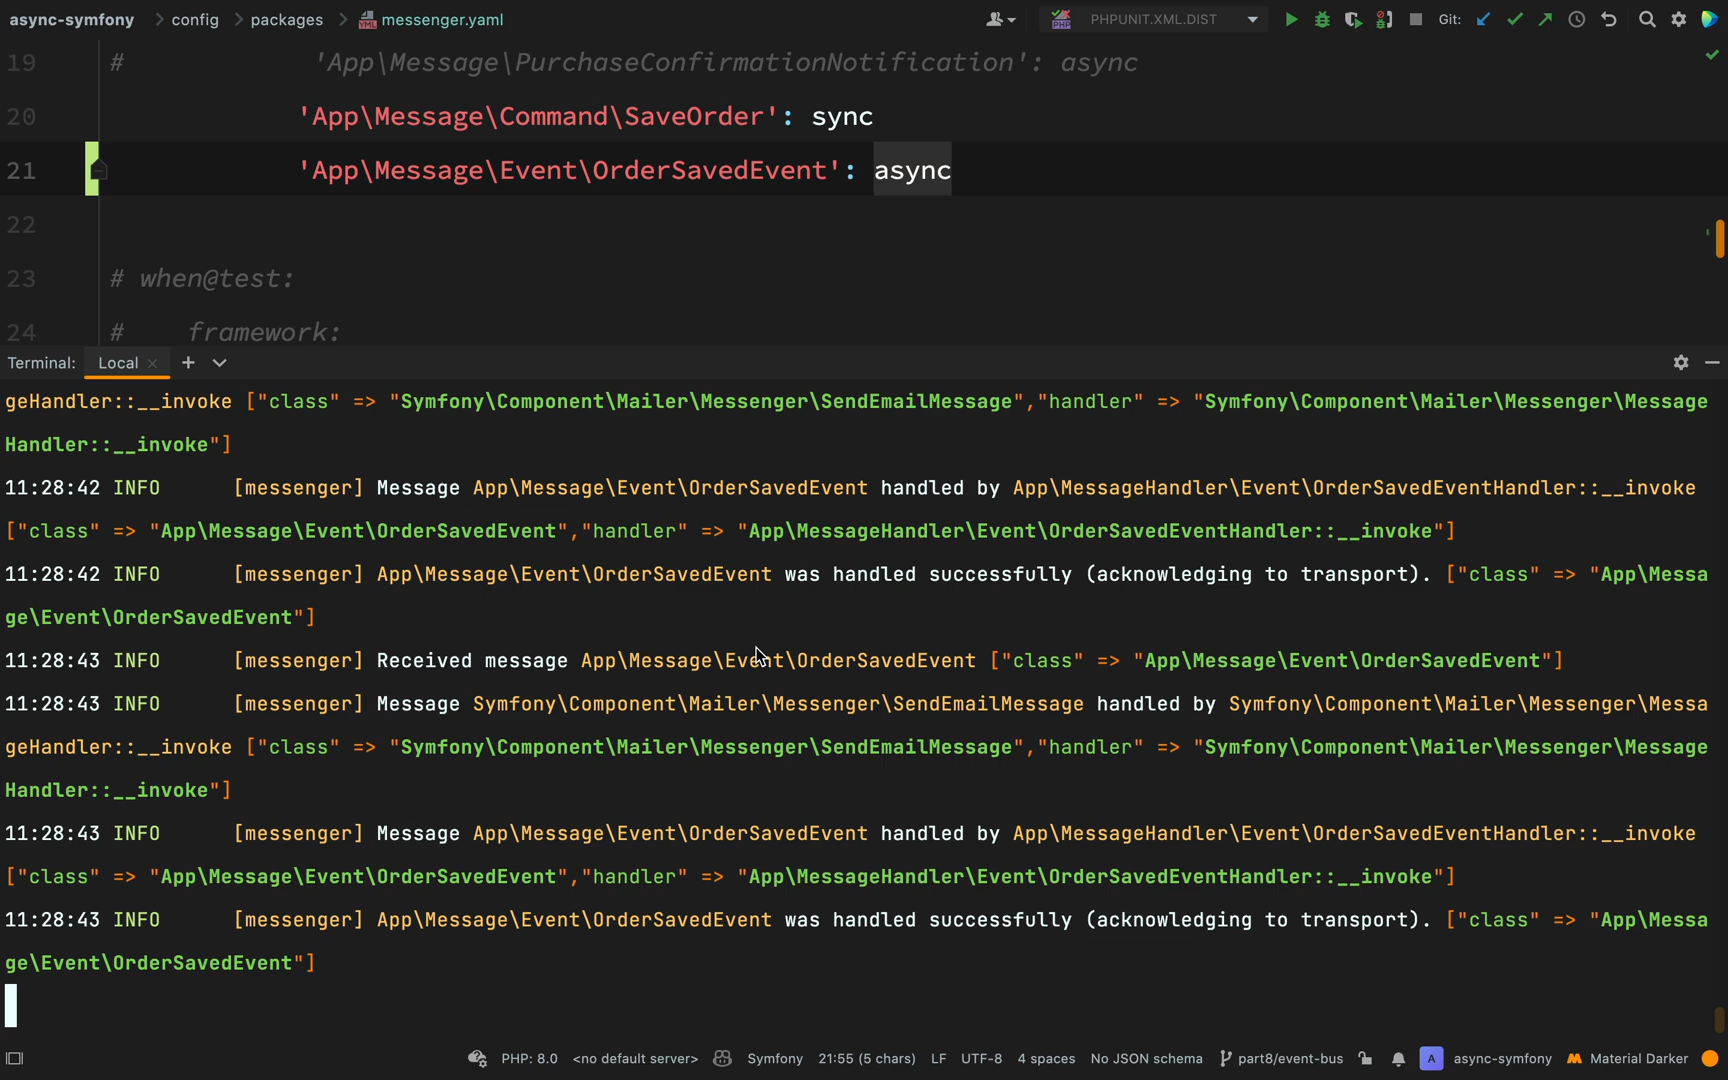 async-symfony config packages messenger.yaml PHPUNIT.XML.DIST Git:
19 # 'App\Message\PurchaseConfirmationNotification': async
20 'App\Message\Command\SaveOrder': sync
21 'App\Message\Event\OrderSavedEvent': async
22
23 # when@test:
24 # framework:
Terminal: Local
geHandler::__invoke ["class" => "Symfony\Component\Mailer\Messenger\SendEmailMessage","handler" => "Symfony\Component\Mailer\Messenger\Message
Handler::__invoke"]
11:28:42 INFO [messenger] Message App\Message\Event\OrderSavedEvent handled by App\MessageHandler\Event\OrderSavedEventHandler::__invoke
["class" => "App\Message\Event\OrderSavedEvent","handler" => "App\MessageHandler\Event\OrderSavedEventHandler::__invoke"]
11:28:42 INFO [messenger] App\Message\Event\OrderSavedEvent was handled successfully (acknowledging to transport). ["class" => "App\Messa
ge\Event\OrderSavedEvent"]
11:28:43 INFO [messenger] Received message App\Message\Event\OrderSavedEvent ["class" => "App\Message\Event\OrderSavedEvent"]
11:28:43 INFO [messenger] Message Symfony\Component\Mailer\Messenger\SendEmailMessage handled by Symfony\Component\Mailer\Messenger\Messa
geHandler::__invoke ["class" => "Symfony\Component\Mailer\Messenger\SendEmailMessage","handler" => "Symfony\Component\Mailer\Messenger\Message
Handler::__invoke"]
11:28:43 INFO [messenger] Message App\Message\Event\OrderSavedEvent handled by App\MessageHandler\Event\OrderSavedEventHandler::__invoke
["class" => "App\Message\Event\OrderSavedEvent","handler" => "App\MessageHandler\Event\OrderSavedEventHandler::__invoke"]
11:28:43 INFO [messenger] App\Message\Event\OrderSavedEvent was handled successfully (acknowledging to transport). ["class" => "App\Messa
ge\Event\OrderSavedEvent"]
PHP: 8.0 <no default server> Symfony 21:55 (5 chars) LF UTF-8 4 spaces No JSON schema part8/event-bus A async-symfony Material Darker